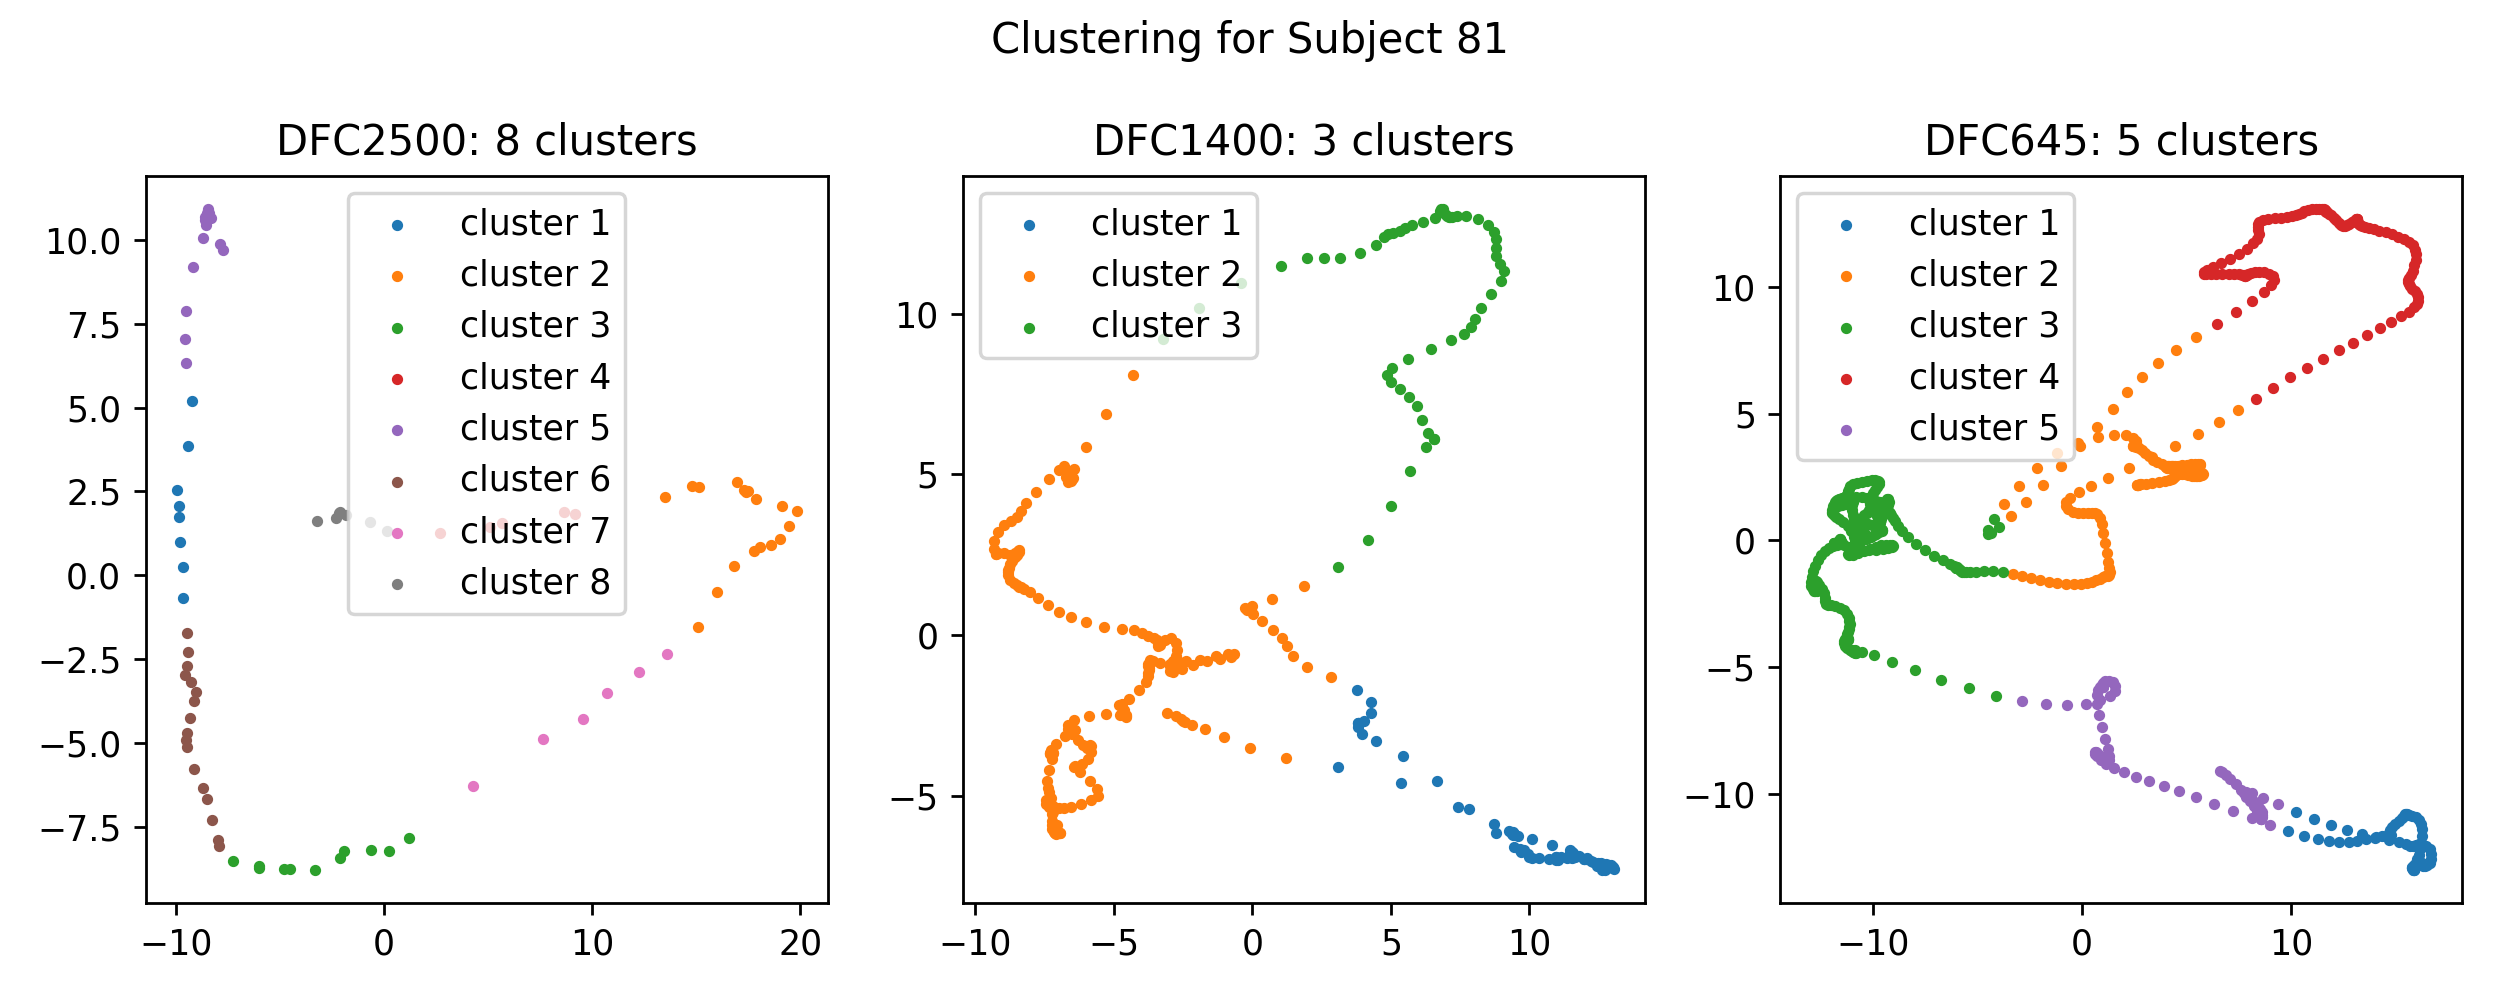 Clustering for Subject 81
DFC2500: 8 clusters
cluster 1
cluster 2
cluster 3
cluster 4
cluster 5
cluster 6
cluster 7
cluster 8
10.0
7.5
5.0
2.5
0.0
−2.5
−5.0
−7.5
−10 0 10 20
DFC1400: 3 clusters
cluster 1
cluster 2
cluster 3
10
5
0
−5
−10 −5 0 5 10
DFC645: 5 clusters
cluster 1
cluster 2
cluster 3
cluster 4
cluster 5
10
5
0
−5
−10
−10 0 10